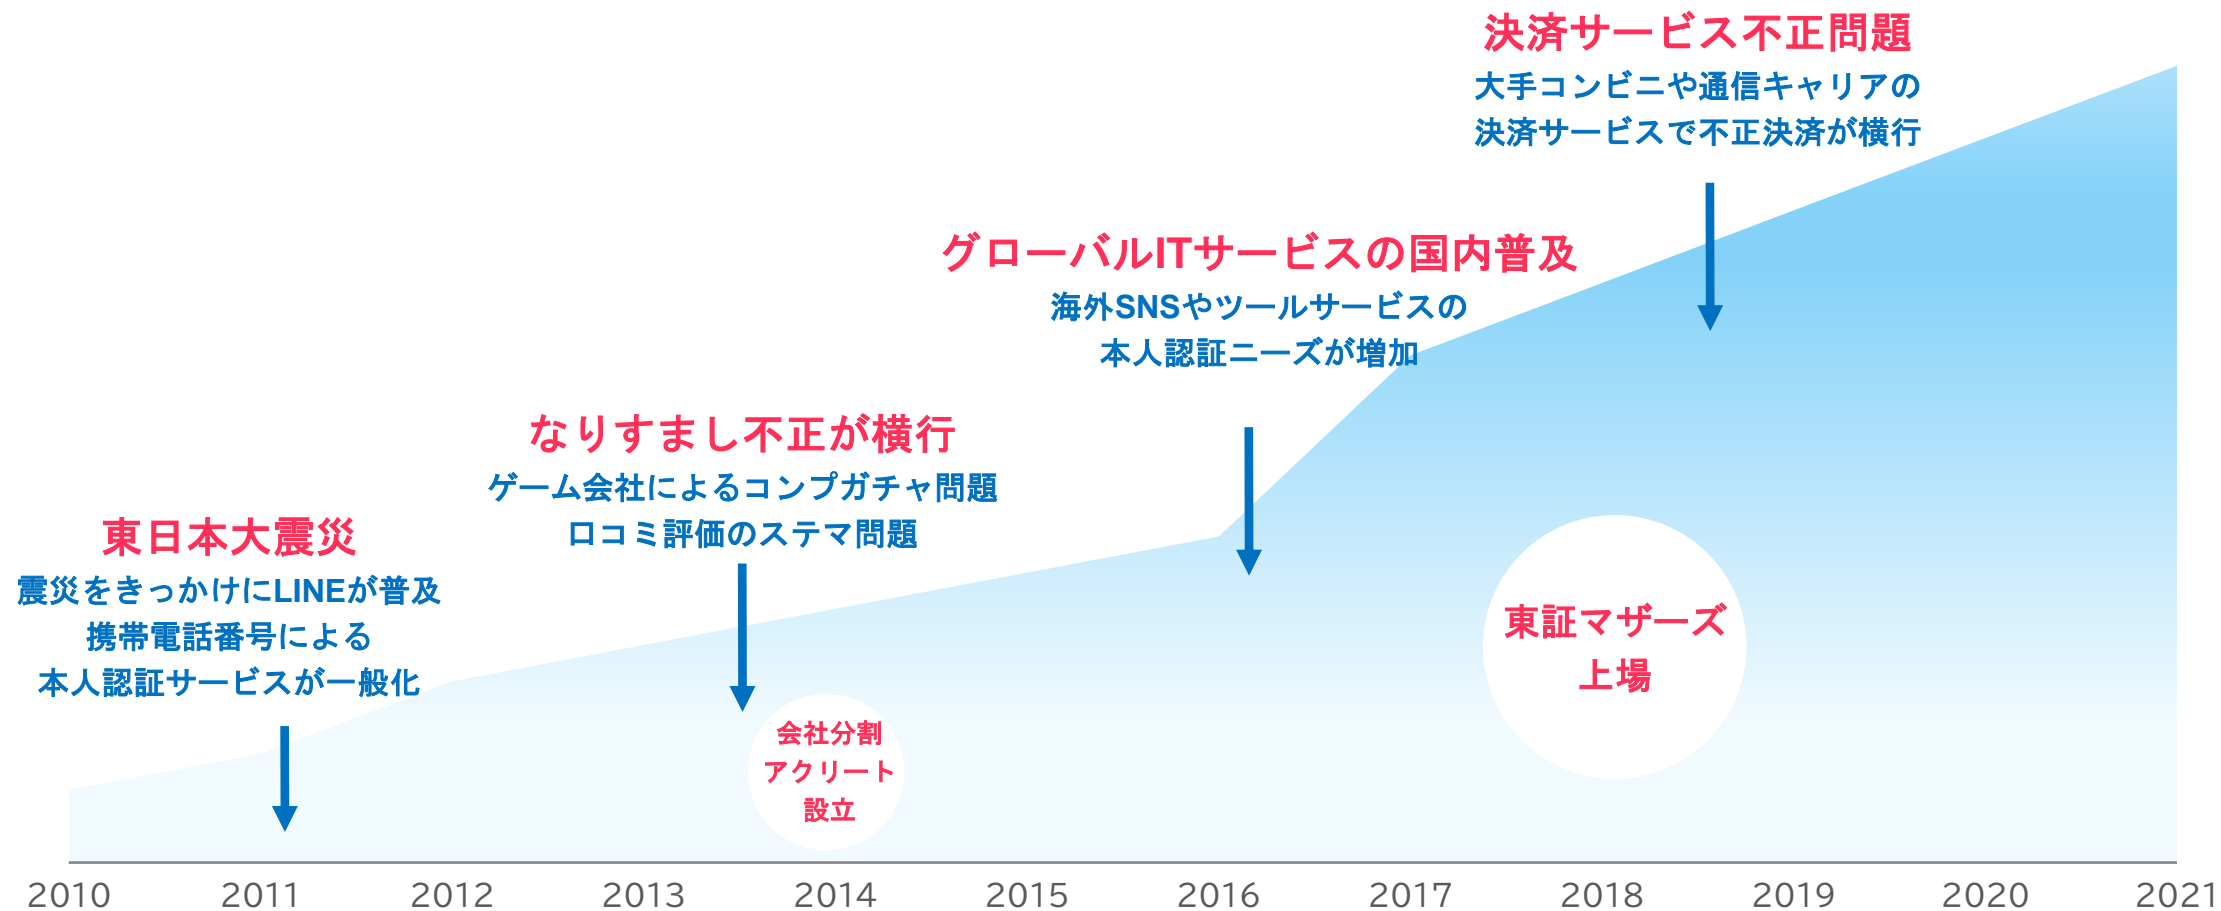 決済サービス不正問題
大手コンビニや通信キャリアの
決済サービスで不正決済が横行
グローバルITサービスの国内普及
海外SNSやツールサービスの
本人認証ニーズが増加
なりすまし不正が横行
ゲーム会社によるコンプガチャ問題
口コミ評価のステマ問題
東日本大震災
震災をきっかけにLINEが普及
携帯電話番号による
本人認証サービスが一般化
東証マザーズ
上場
会社分割
アクリート
設立
2010 2011 2012 2013 2014 2015 2016 2017 2018 2019 2020 2021